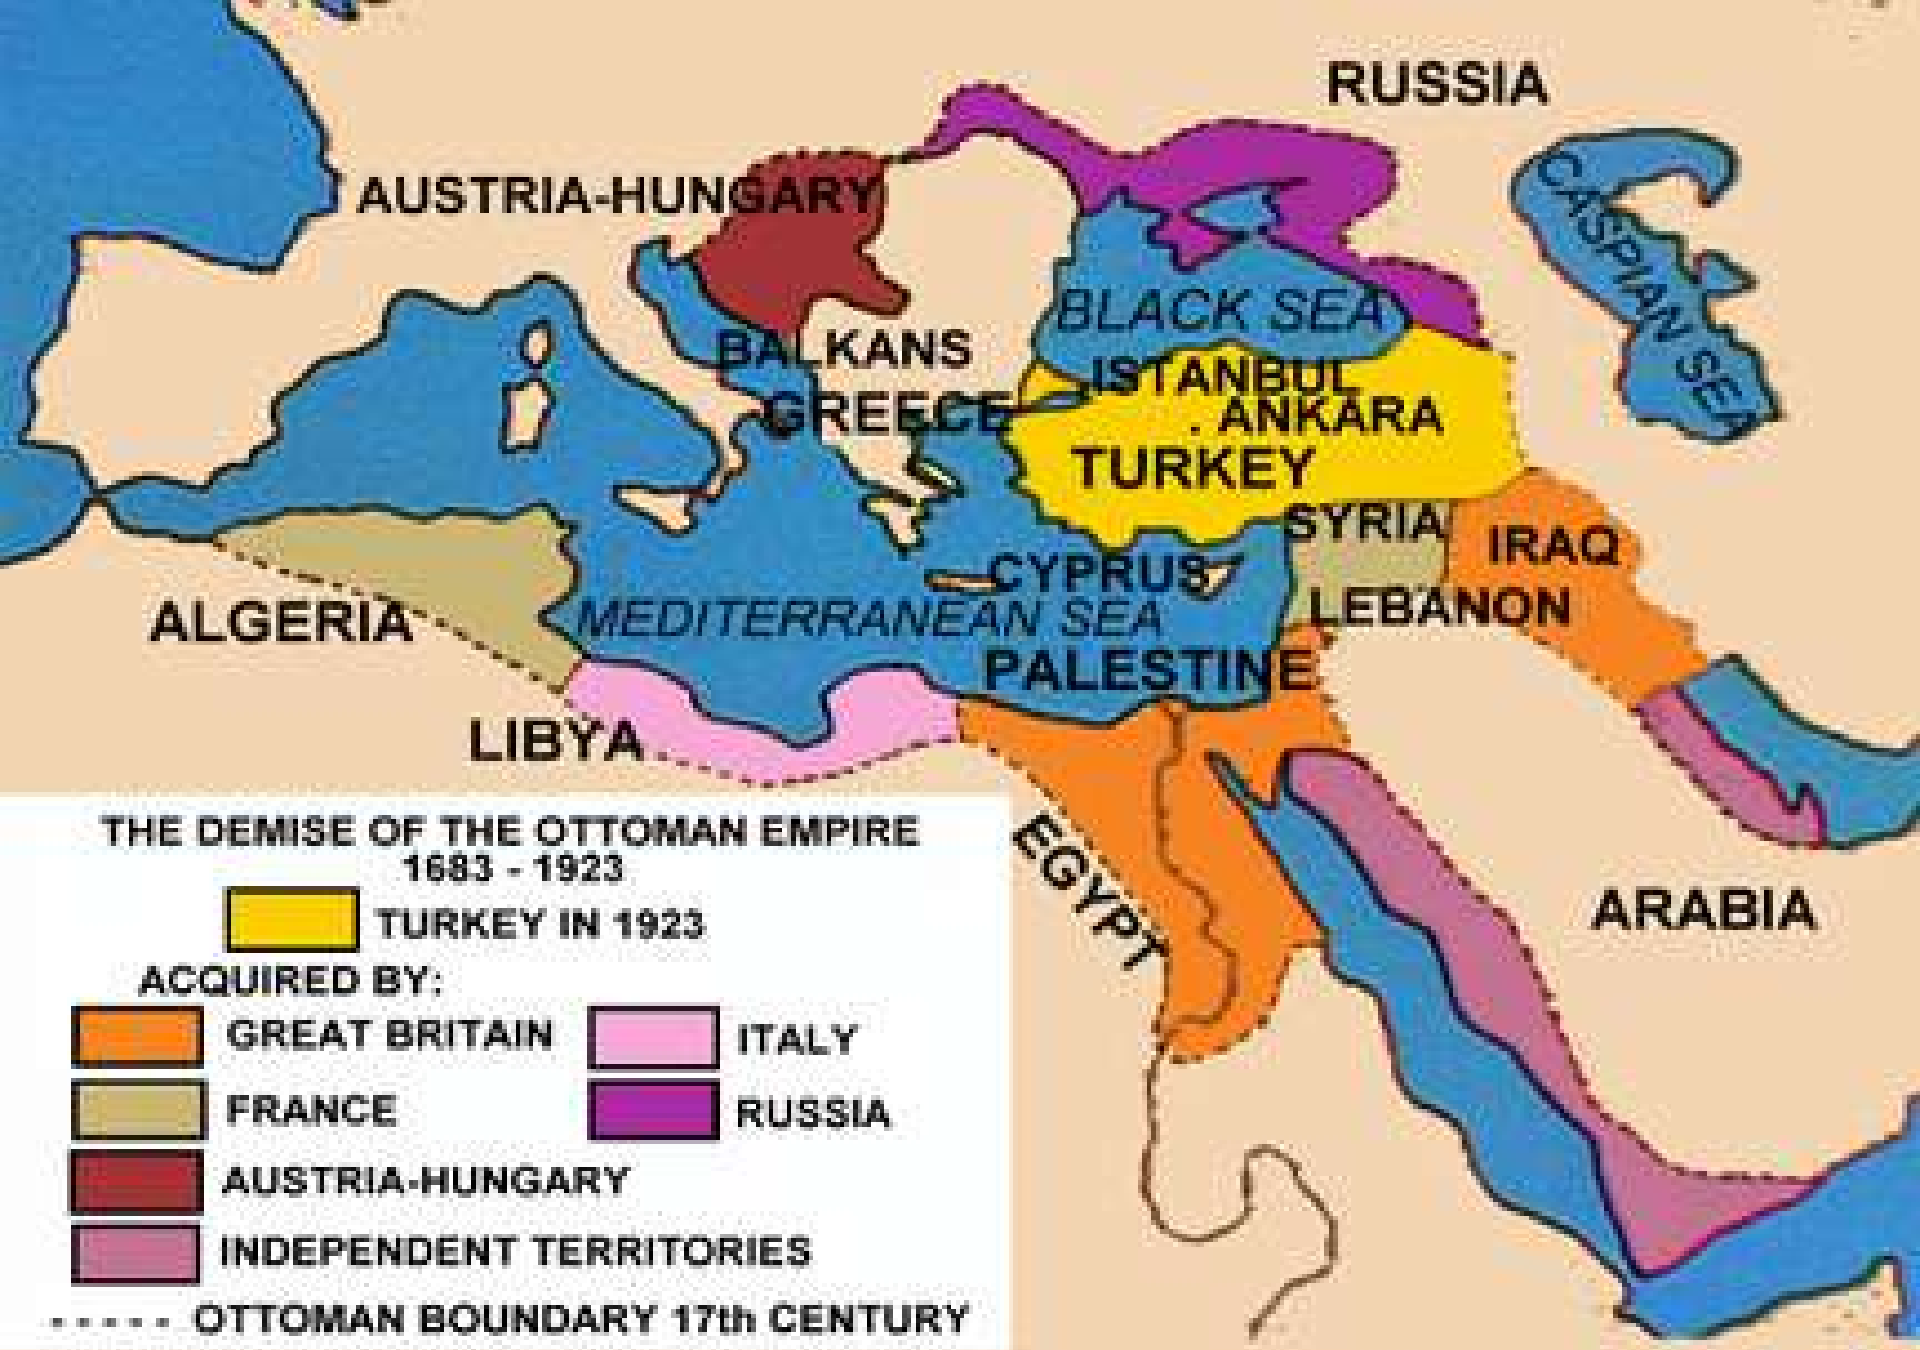 RUSSIA
AUSTRIA-HUNGARY
CASPIAN SEA
BLACK SEA
BALKANS
ISTANBUL
GREECE
. ANKARA
TURKEY
SYRIA
IRAQ
CYPRUS
LEBANON
MEDITERRANEAN SEA
ALGERIA
PALESTINE
LIBYA
EGYPT
ARABIA
THE DEMISE OF THE OTTOMAN EMPIRE
1683 - 1923
TURKEY IN 1923
ACQUIRED BY:
GREAT BRITAIN
ITALY
FRANCE
RUSSIA
AUSTRIA-HUNGARY
INDEPENDENT TERRITORIES
OTTOMAN BOUNDARY 17th CENTURY